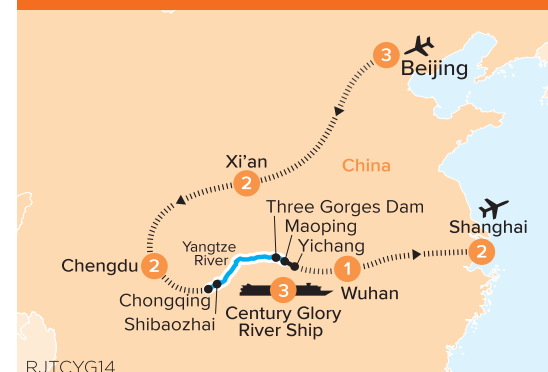 3
Beijing
Xi'an
2
China
Three Gorges Dam
Maoping
Yichang
Shanghai
2
Yangtze
River
Chengdu
2
1
Wuhan
Chongqing
Shibaozhai
3
Century Glory
River Ship
RJTCYG14